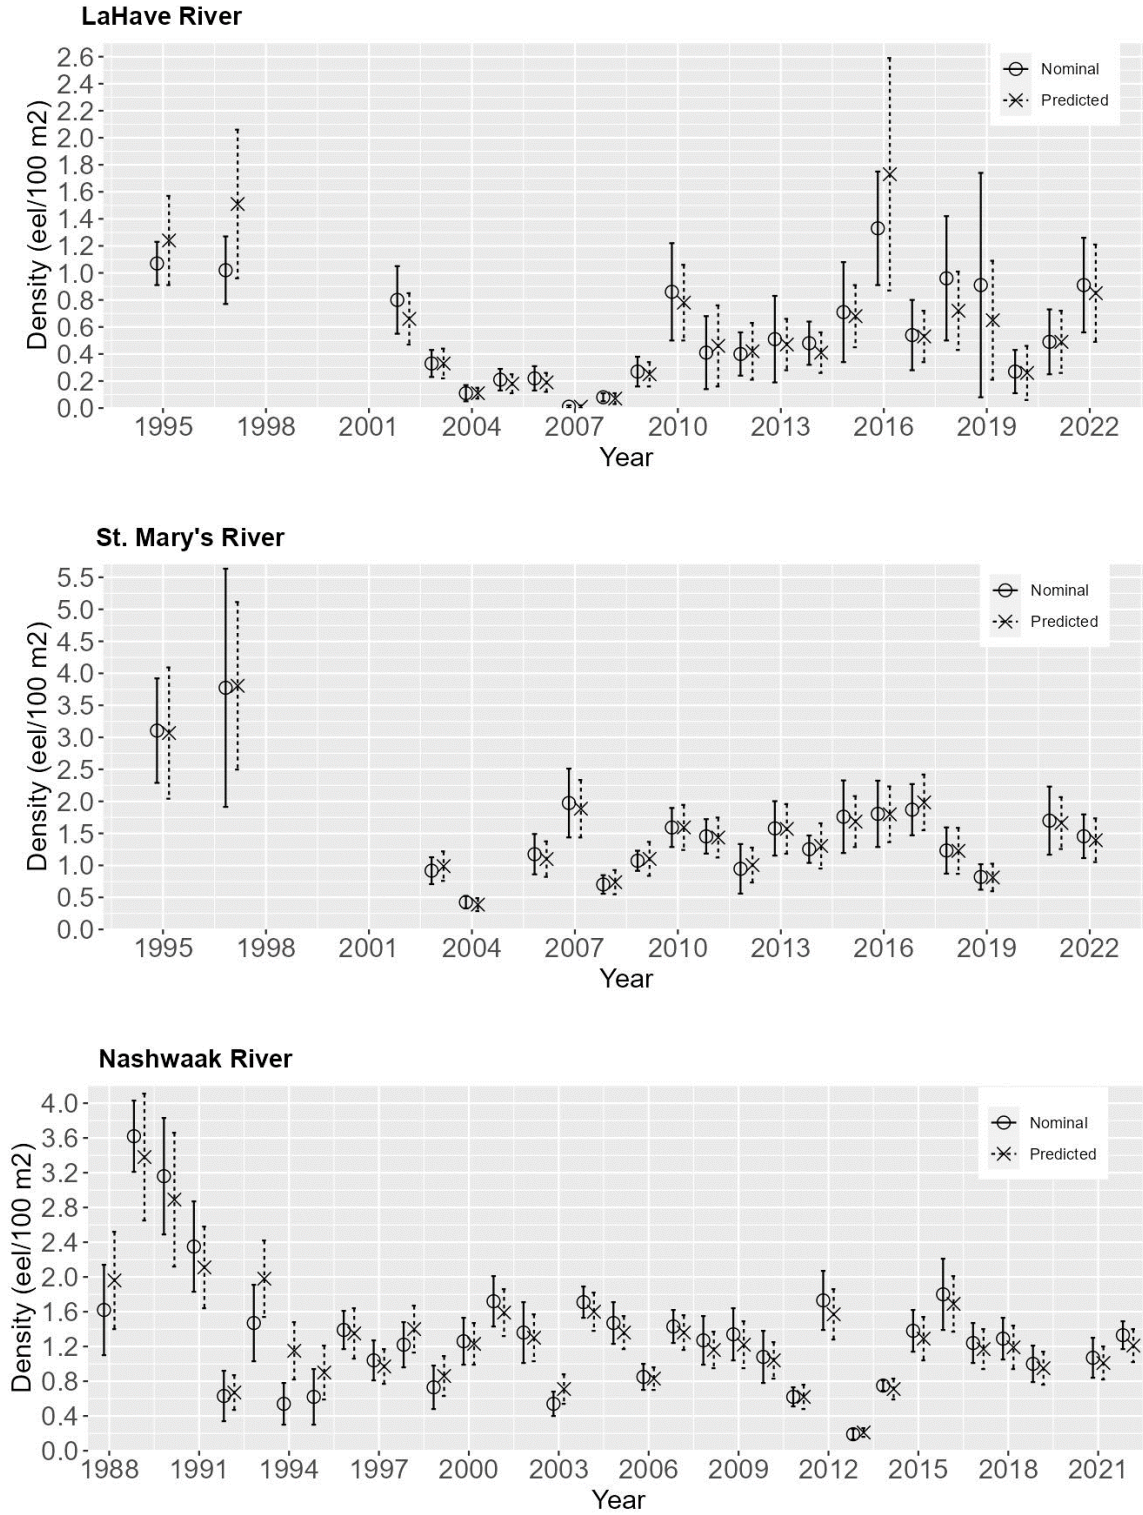 LaHave River
Density (eel/100 m2)
2.6
2.4
2.2
2.0
1.8
1.6
1.4
1.2
1.0
0.8
0.6
0.4
0.2
0.0
Nominal
Predicted
1995 1998 2001 2004 2007 2010 2013 2016 2019 2022
Year
St. Mary's River
Density (eel/100 m2)
5.5
5.0
4.5
4.0
3.5
3.0
2.5
2.0
1.5
1.0
0.5
0.0
Nominal
Predicted
1995 1998 2001 2004 2007 2010 2013 2016 2019 2022
Year
Nashwaak River
Density (eel/100 m2)
4.0
3.6
3.2
2.8
2.4
2.0
1.6
1.2
0.8
0.4
0.0
Nominal
Predicted
1988 1991 1994 1997 2000 2003 2006 2009 2012 2015 2018 2021
Year